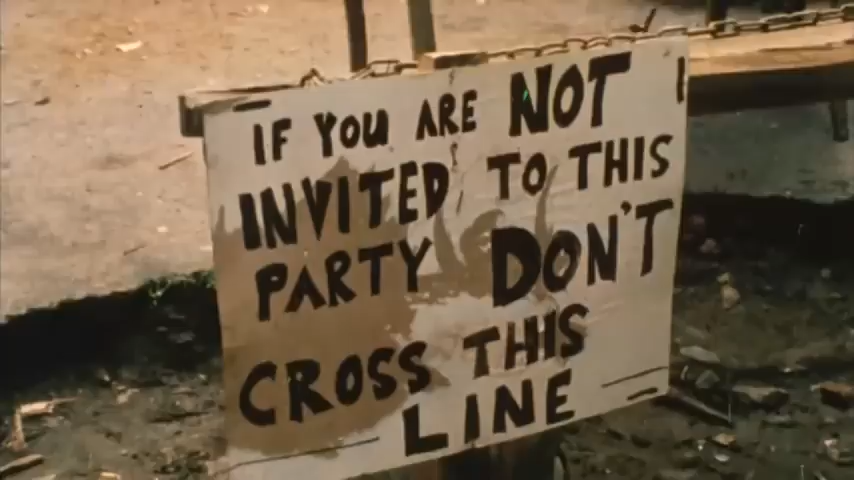 IF YOU ARE NOT
INVITED TO THIS
PARTY DON'T
CROSS THIS
LINE